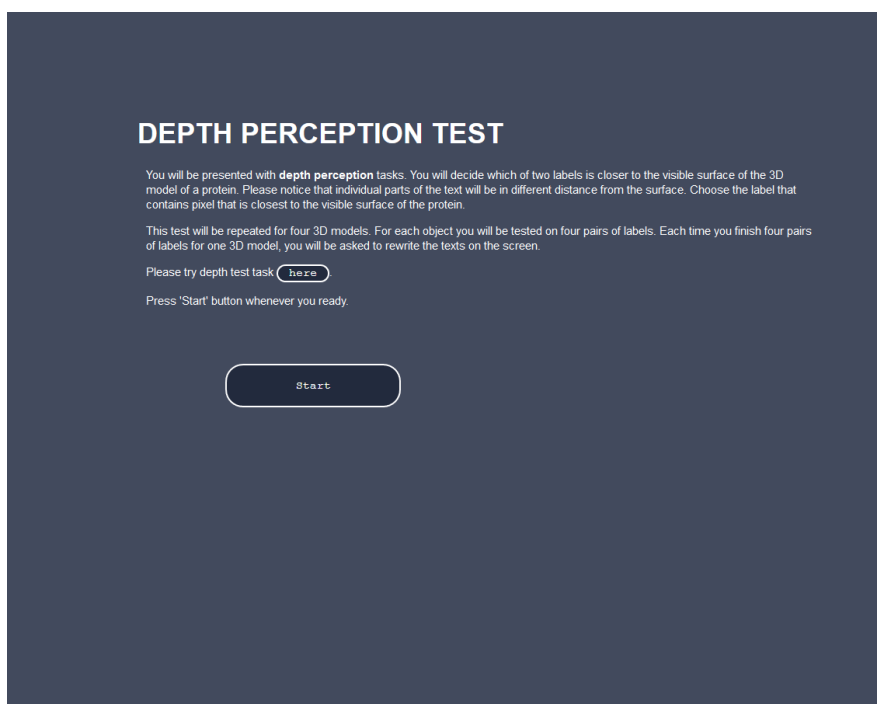 DEPTH PERCEPTION TEST
You will be presented with depth perception tasks. You will decide which of two labels is closer to the visible surface of the 3D
model of a protein. Please notice that individual parts of the text will be in different distance from the surface. Choose the label that
contains pixel that is closest to the visible surface of the protein.
This test will be repeated for four 3D models. For each object you will be tested on four pairs of labels. Each time you finish four pairs
of labels for one 3D model, you will be asked to rewrite the texts on the screen.
Please try depth test task here.
Press 'Start' button whenever you ready.
Start